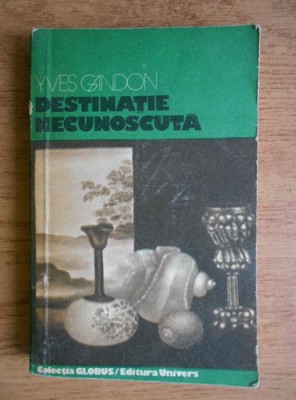 YVES GANDON
DESTINAȚIE
NECUNOSCUTĂ
Colecția GLOBUS/Editura Univers